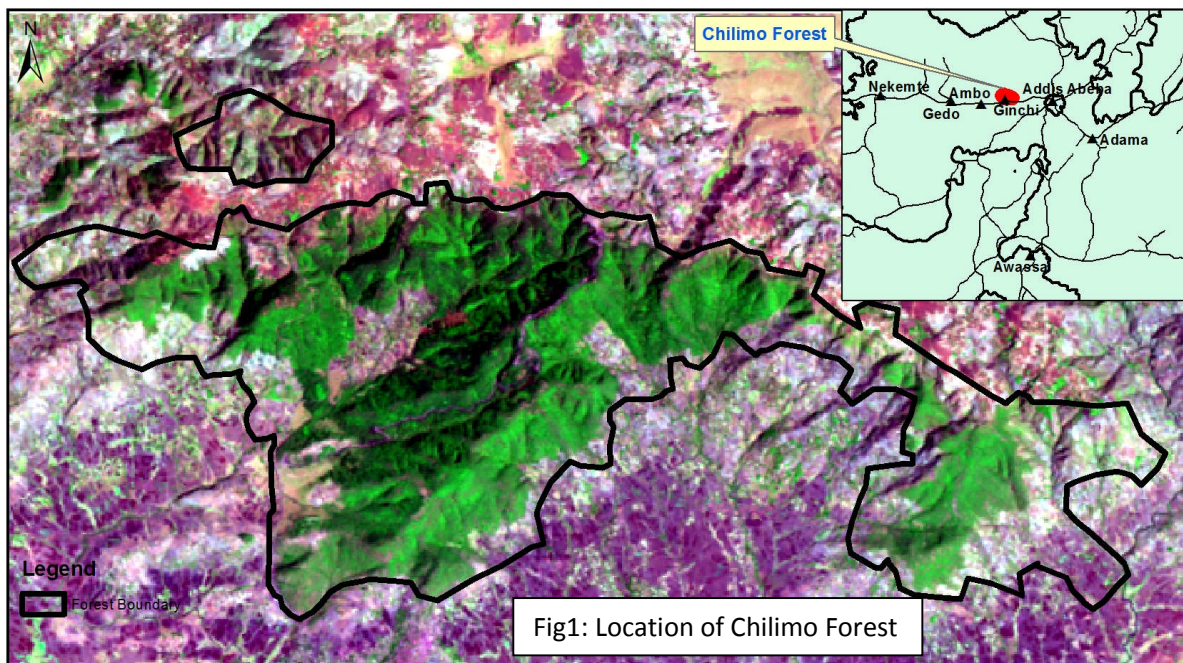 N
Chilimo Forest
Nekemte
Ambo
Addis Abeba
Gedo
Ginchi
Adama
Awassa
Legend
Forest Boundary
Fig1: Location of Chilimo Forest